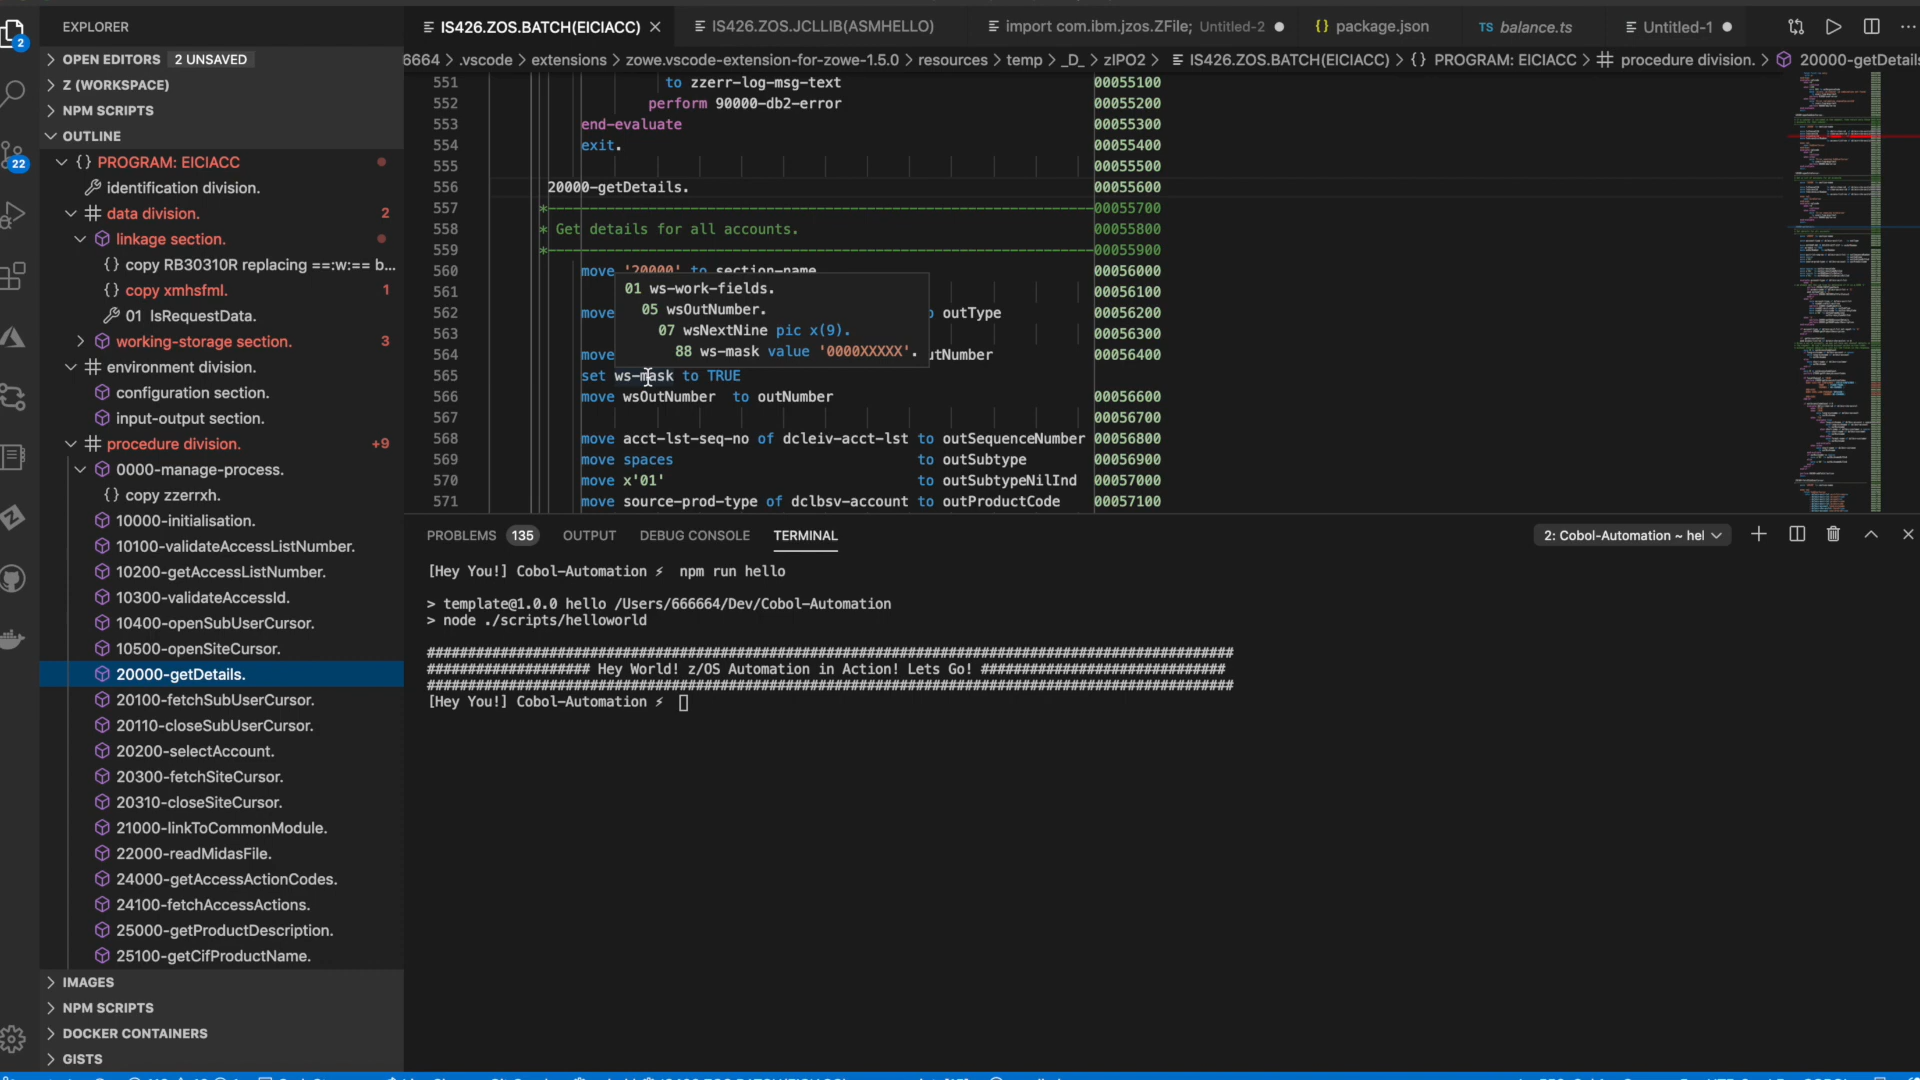 EXPLORER
OPEN EDITORS 2 UNSAVED
Z (WORKSPACE)
NPM SCRIPTS
OUTLINE
{} PROGRAM: EICIACC
identification division.
data division. 2
linkage section.
{} copy RB30310R replacing ==:w:== b...
{} copy xmhsfml. 1
01 IsRequestData.
working-storage section. 3
environment division.
configuration section.
input-output section.
procedure division. +9
0000-manage-process.
{} copy zzerrxh.
10000-initialisation.
10100-validateAccessListNumber.
10200-getAccessListNumber.
10300-validateAccessId.
10400-openSubUserCursor.
10500-openSiteCursor.
20000-getDetails.
20100-fetchSubUserCursor.
20110-closeSubUserCursor.
20200-selectAccount.
20300-fetchSiteCursor.
20310-closeSiteCursor.
21000-linkToCommonModule.
22000-readMidasFile.
24000-getAccessActionCodes.
24100-fetchAccessActions.
25000-getProductDescription.
25100-getCifProductName.
IMAGES
NPM SCRIPTS
DOCKER CONTAINERS
GISTS
2
22
IS426.ZOS.BATCH(EICIACC)
IS426.ZOS.JCLLIB(ASMHELLO)
import com.ibm.jzos.ZFile; Untitled-2
{} package.json
TS balance.ts
Untitled-1
6664 > .vscode > extensions > zowe.vscode-extension-for-zowe-1.5.0 > resources > temp > _D_ > zIPO2 > IS426.ZOS.BATCH(EICIACC) > {} PROGRAM: EICIACC > procedure division. > 20000-getDetails
551 to zzerr-log-msg-text 00055100
552 perform 90000-db2-error 00055200
553 end-evaluate 00055300
554 exit. 00055400
555 00055500
556 20000-getDetails. 00055600
557 *---------------------------------------------------------------- 00055700
558 * Get details for all accounts. 00055800
559 *---------------------------------------------------------------- 00055900
560 move '20000' to section-name 00056000
561 00056100
562 move outType 00056200
563 00056300
564 move utNumber 00056400
565 set ws-mask to TRUE
566 move wsOutNumber to outNumber 00056600
567 00056700
568 move acct-lst-seq-no of dcleiv-acct-lst to outSequenceNumber 00056800
569 move spaces to outSubtype 00056900
570 move x'01' to outSubtypeNilInd 00057000
571 move source-prod-type of dclbsv-account to outProductCode 00057100
01 ws-work-fields.
05 wsOutNumber.
07 wsNextNine pic x(9).
88 ws-mask value '0000XXXXX'.
PROBLEMS 135 OUTPUT DEBUG CONSOLE TERMINAL 2: Cobol-Automation ~ hel
[Hey You!] Cobol-Automation ⚡ npm run hello
> template@1.0.0 hello /Users/666664/Dev/Cobol-Automation
> node ./scripts/helloworld
###################################################################################################
#################### Hey World! z/OS Automation in Action! Lets Go! ##############################
###################################################################################################
[Hey You!] Cobol-Automation ⚡